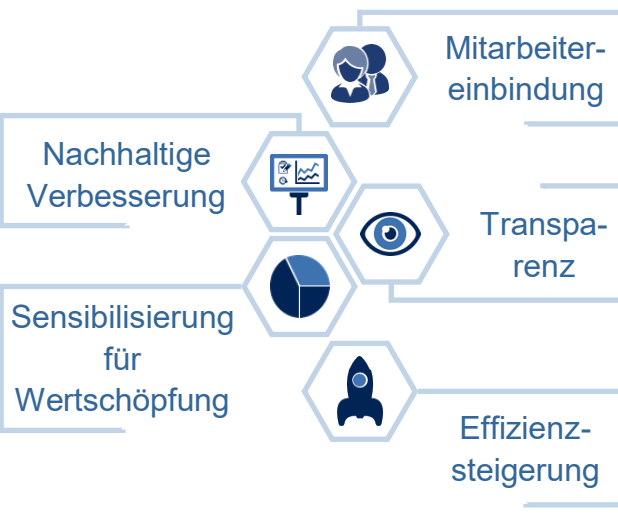 Mitarbeiter-
einbindung
Nachhaltige
Verbesserung
Transpa-
renz
Sensibilisierung
für
Wertschöpfung
Effizienz-
steigerung